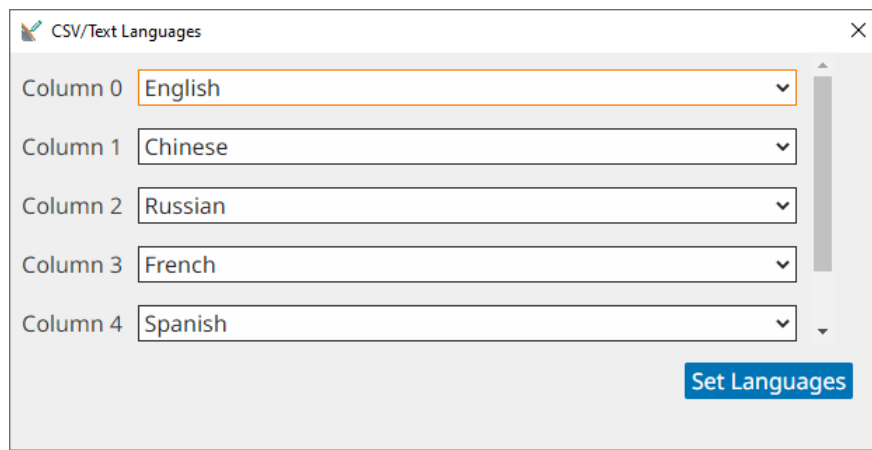 CSV/Text Languages
Column 0 English
Column 1 Chinese
Column 2 Russian
Column 3 French
Column 4 Spanish
Set Languages